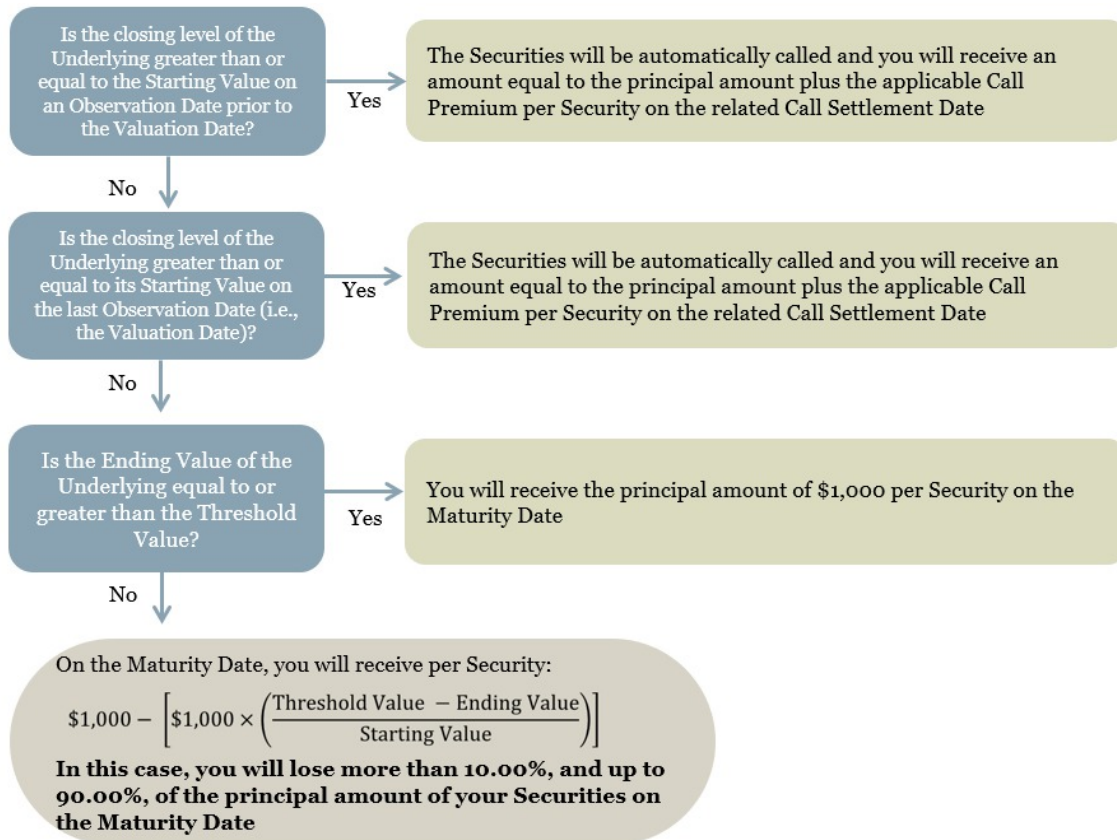 Is the closing level of the
Underlying greater than or
equal to the Starting Value on
an Observation Date prior to
the Valuation Date?
Yes
The Securities will be automatically called and you will receive an
amount equal to the principal amount plus the applicable Call
Premium per Security on the related Call Settlement Date
No
Is the closing level of the
Underlying greater than or
equal to its Starting Value on
the last Observation Date (i.e.,
the Valuation Date)?
Yes
The Securities will be automatically called and you will receive an
amount equal to the principal amount plus the applicable Call
Premium per Security on the related Call Settlement Date
No
Is the Ending Value of the
Underlying equal to or
greater than the Threshold
Value?
Yes
You will receive the principal amount of $1,000 per Security on the
Maturity Date
No
On the Maturity Date, you will receive per Security:
$1,000 − [$1,000 × (Threshold Value − Ending Value / Starting Value)]
In this case, you will lose more than 10.00%, and up to
90.00%, of the principal amount of your Securities on
the Maturity Date